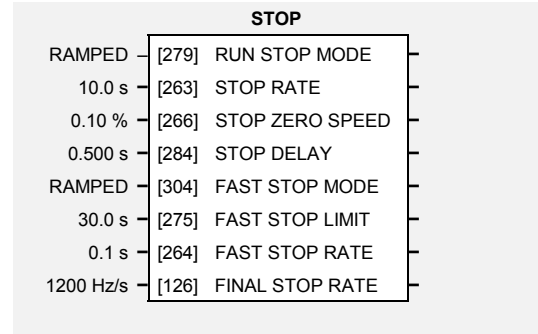 STOP
RAMPED [279] RUN STOP MODE
10.0 s [263] STOP RATE
0.10 % [266] STOP ZERO SPEED
0.500 s [284] STOP DELAY
RAMPED [304] FAST STOP MODE
30.0 s [275] FAST STOP LIMIT
0.1 s [264] FAST STOP RATE
1200 Hz/s [126] FINAL STOP RATE